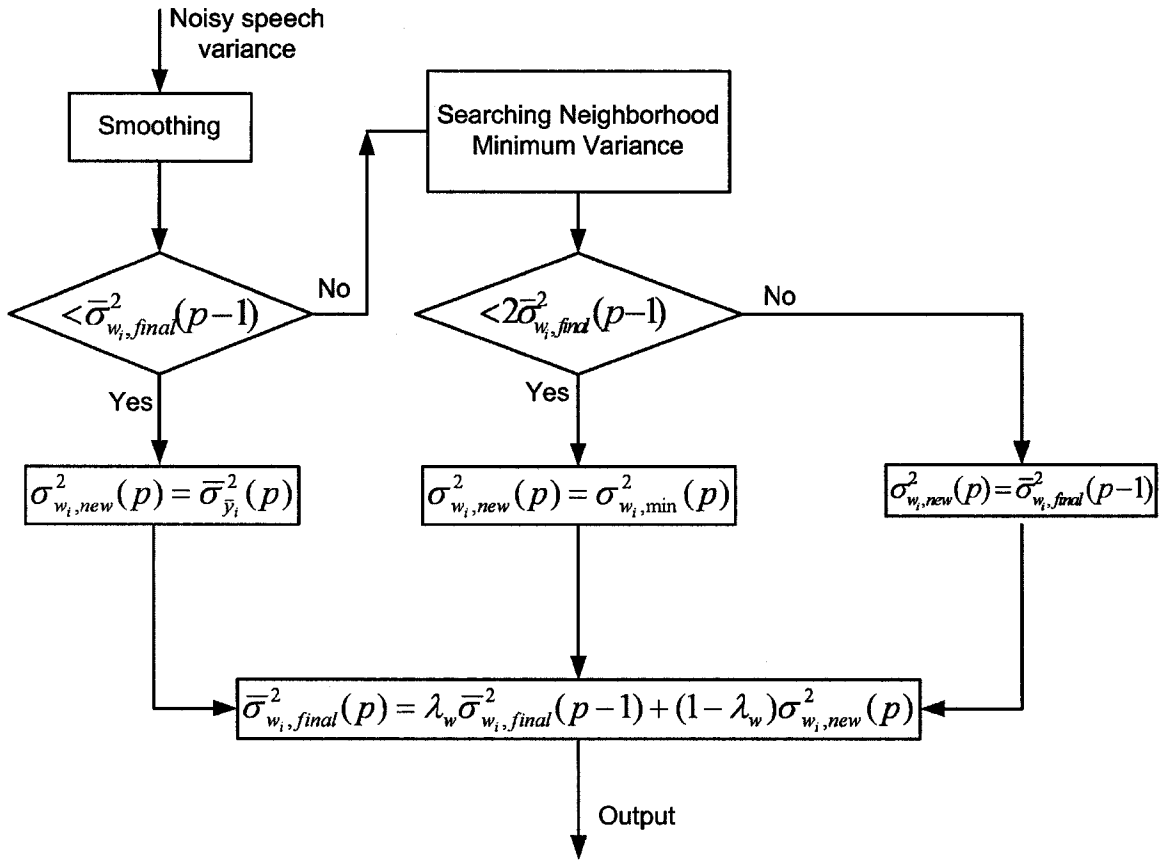 Noisy speech
variance
Smoothing
Searching Neighborhood
Minimum Variance
<σ̅²_{w_i,final}(p−1)
No
<2σ̅²_{w_i,final}(p−1)
No
Yes
Yes
σ²_{w_i,new}(p)=σ̅²_{y̅_i}(p)
σ²_{w_i,new}(p)=σ²_{w_i,min}(p)
σ²_{w_i,new}(p)=σ̅²_{w_i,final}(p−1)
σ̅²_{w_i,final}(p)=λ_w σ̅²_{w_i,final}(p−1)+(1−λ_w)σ²_{w_i,new}(p)
Output